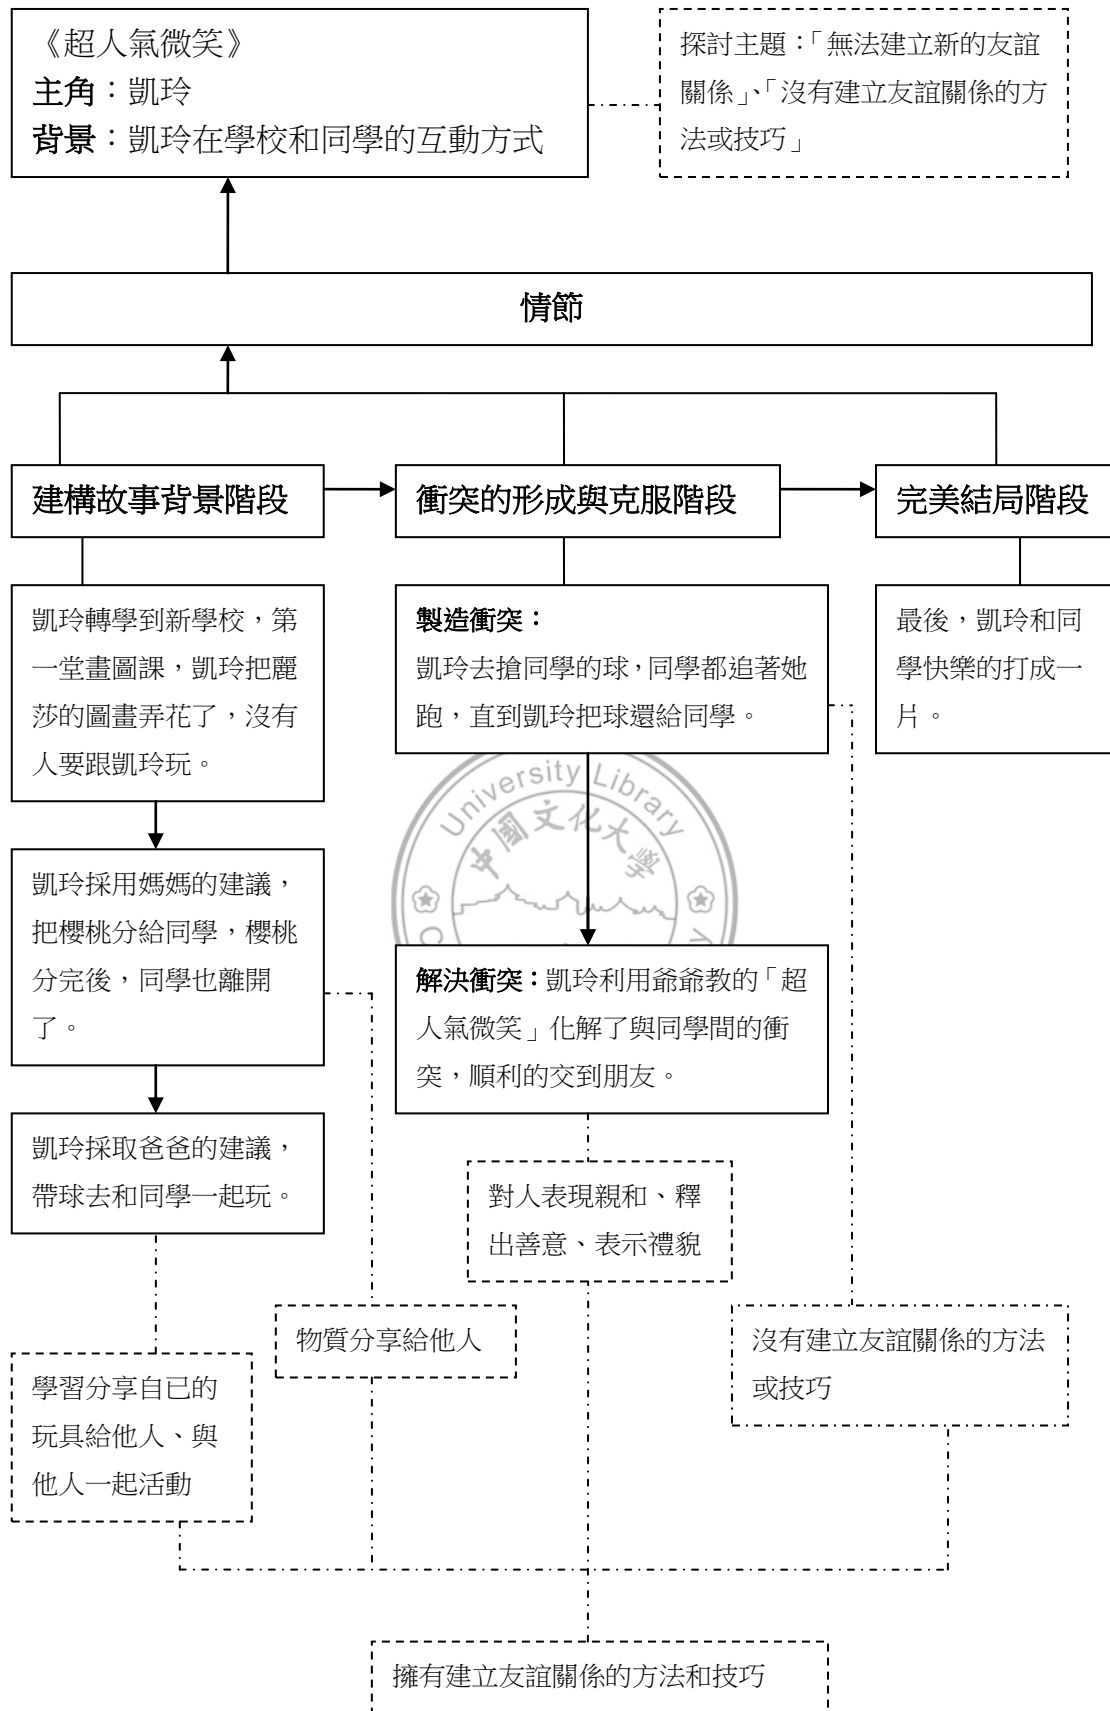 《超人氣微笑》
主角：凱玲
背景：凱玲在學校和同學的互動方式
探討主題：「無法建立新的友誼
關係」、「沒有建立友誼關係的方
法或技巧」
情節
建構故事背景階段
衝突的形成與克服階段
完美結局階段
凱玲轉學到新學校，第
一堂畫圖課，凱玲把麗
莎的圖畫弄花了，沒有
人要跟凱玲玩。
製造衝突：
凱玲去搶同學的球，同學都追著她
跑，直到凱玲把球還給同學。
最後，凱玲和同
學快樂的打成一
片。
University Library
中國文化大學
凱玲採用媽媽的建議，
把櫻桃分給同學，櫻桃
分完後，同學也離開
了。
解決衝突：凱玲利用爺爺教的「超
人氣微笑」化解了與同學間的衝
突，順利的交到朋友。
凱玲採取爸爸的建議，
帶球去和同學一起玩。
對人表現親和、釋
出善意、表示禮貌
物質分享給他人
沒有建立友誼關係的方法
或技巧
學習分享自已的
玩具給他人、與
他人一起活動
擁有建立友誼關係的方法和技巧